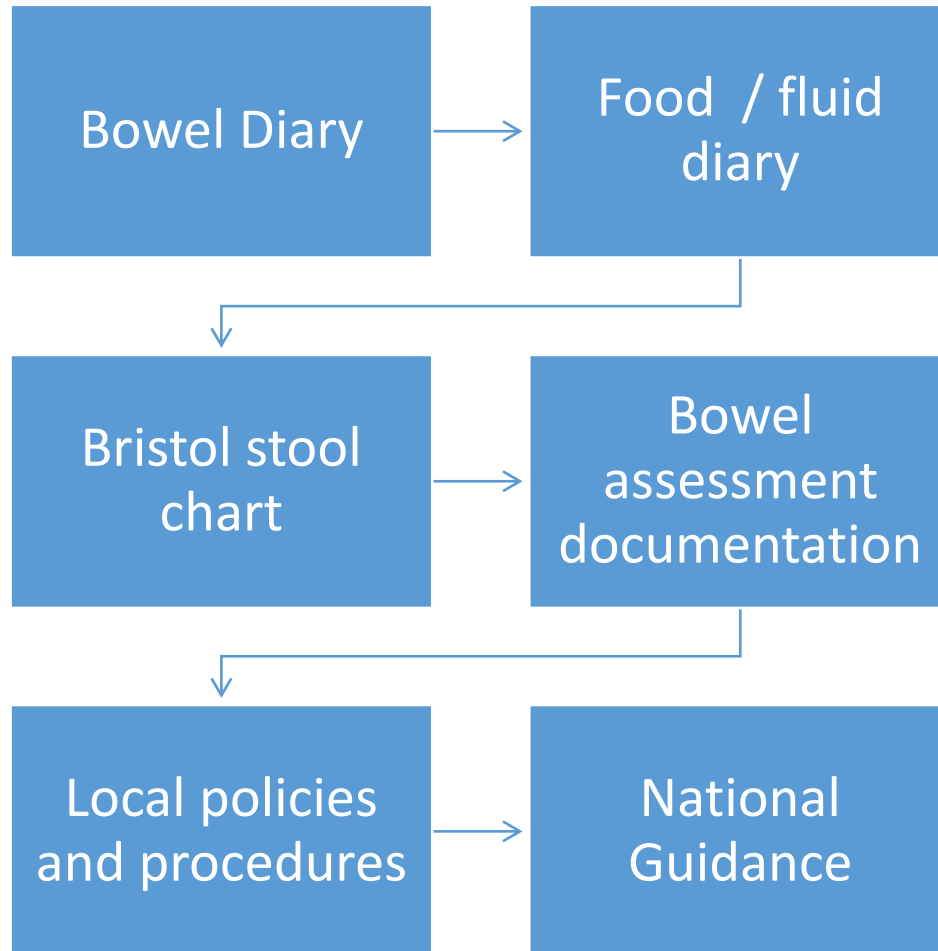 Bowel Diary
Food / fluid
diary
Bristol stool
chart
Bowel
assessment
documentation
Local policies
and procedures
National
Guidance